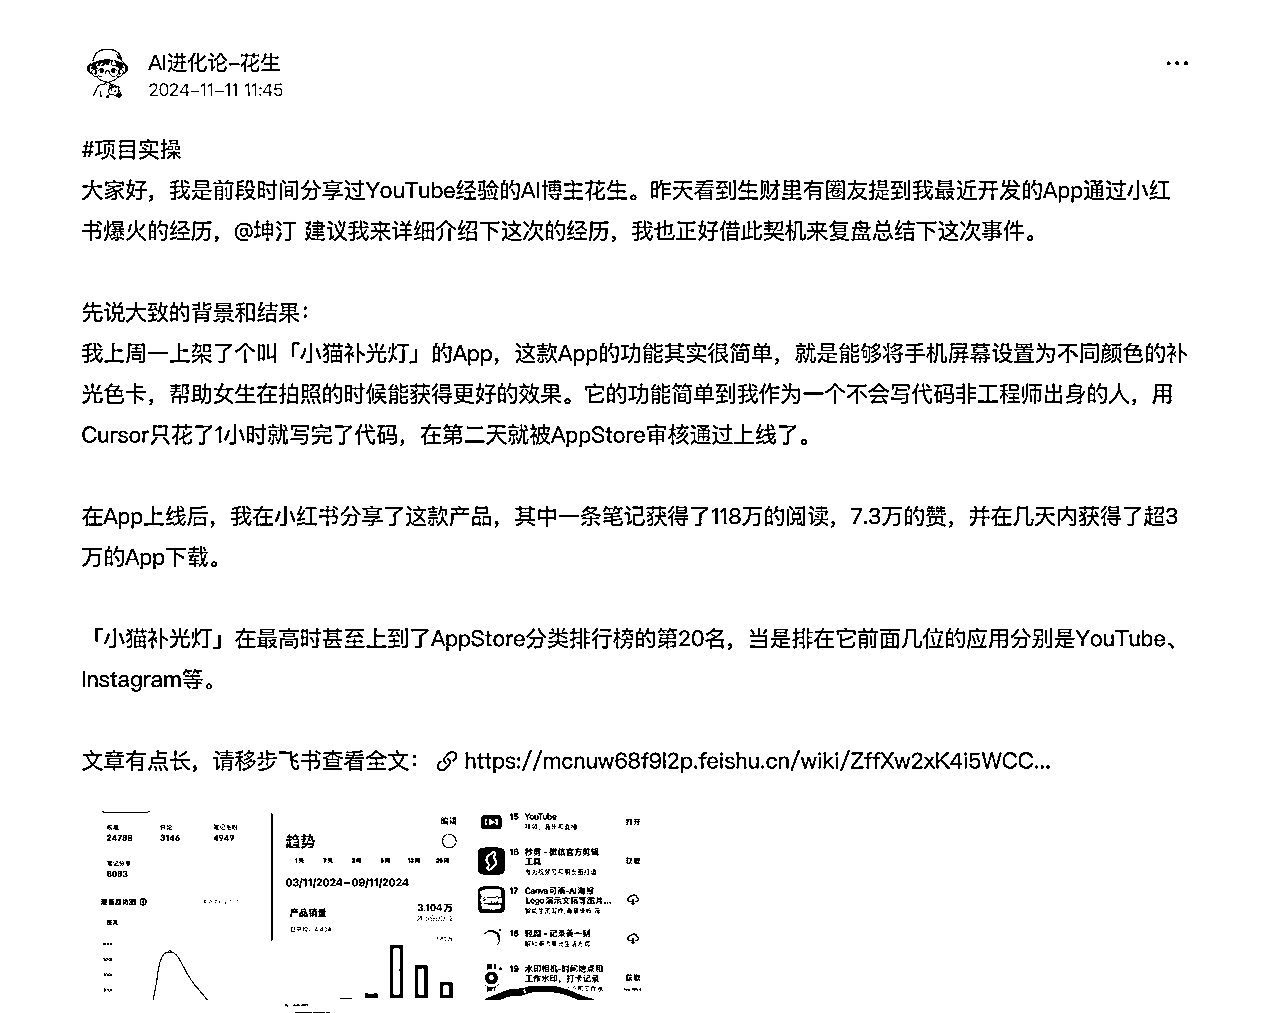 AI进化论-花生
2024-11-11 11:45
#项目实操
大家好，我是前段时间分享过YouTube经验的AI博主花生。昨天看到生财里有圈友提到我最近开发的App通过小红
书爆火的经历，@坤汀 建议我来详细介绍下这次的经历，我也正好借此契机来复盘总结下这次事件。
先说大致的背景和结果：
我上周一上架了个叫「小猫补光灯」的App，这款App的功能其实很简单，就是能够将手机屏幕设置为不同颜色的补
光色卡，帮助女生在拍照的时候能获得更好的效果。它的功能简单到我作为一个不会写代码非工程师出身的人，用
Cursor只花了1小时就写完了代码，在第二天就被AppStore审核通过上线了。
在App上线后，我在小红书分享了这款产品，其中一条笔记获得了118万的阅读，7.3万的赞，并在几天内获得了超3
万的App下载。
「小猫补光灯」在最高时甚至上到了AppStore分类排行榜的第20名，当是排在它前面几位的应用分别是YouTube、
Instagram等。
文章有点长，请移步飞书查看全文： https://mcnuw68f9l2p.feishu.cn/wiki/ZffXw2xK4i5WCC...
24788 3146 4949
笔记分享
6083
编辑
趋势
03/11/2024-09/11/2024
产品销量
3.104万
15 YouTube
打开
16 秒剪 - 微信官方剪辑
工具
获取
17 Canva可画-AI海报
Logo演示文稿等图片...
18 轻颜 - 记录美一刻
19 水印相机-时间地点和
工作水印，打卡记录
获取